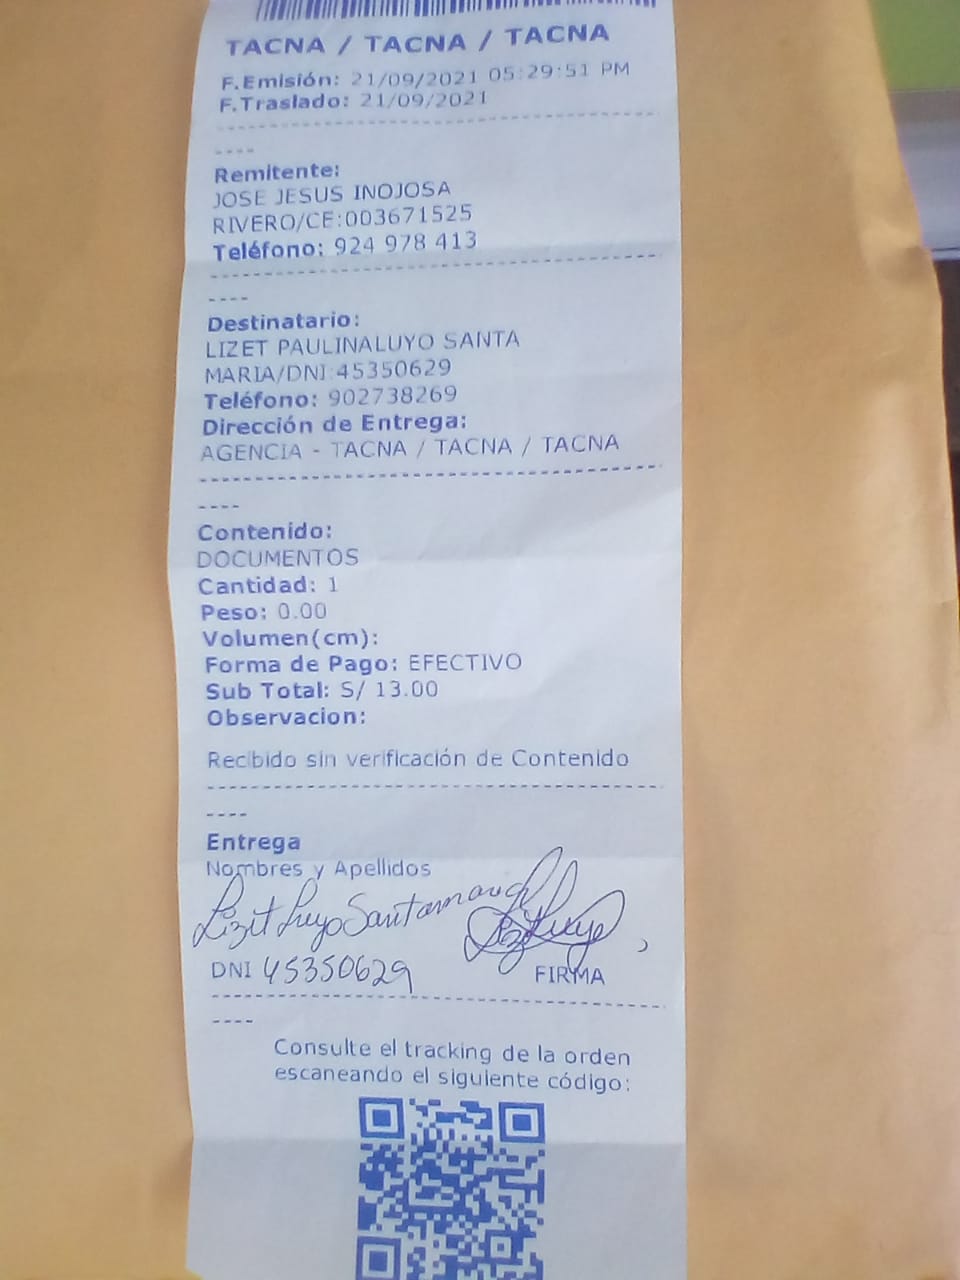 TACNA / TACNA / TACNA
F.Emisión: 21/09/2021 05:29:51 PM
F.Traslado: 21/09/2021
----
Remitente:
JOSE JESUS INOJOSA
RIVERO/CE:003671525
Teléfono: 924 978 413
----
Destinatario:
LIZET PAULINALUYO SANTA
MARIA/DNI:45350629
Teléfono: 902738269
Dirección de Entrega:
AGENCIA - TACNA / TACNA / TACNA
----
Contenido:
DOCUMENTOS
Cantidad: 1
Peso: 0.00
Volumen(cm):
Forma de Pago: EFECTIVO
Sub Total: S/ 13.00
Observacion:
Recibido sin verificación de Contenido
----
Entrega
Nombres y Apellidos
Lizet Luyo Santamaria
DNI 45350629 FIRMA
----
Consulte el tracking de la orden
escaneando el siguiente código: